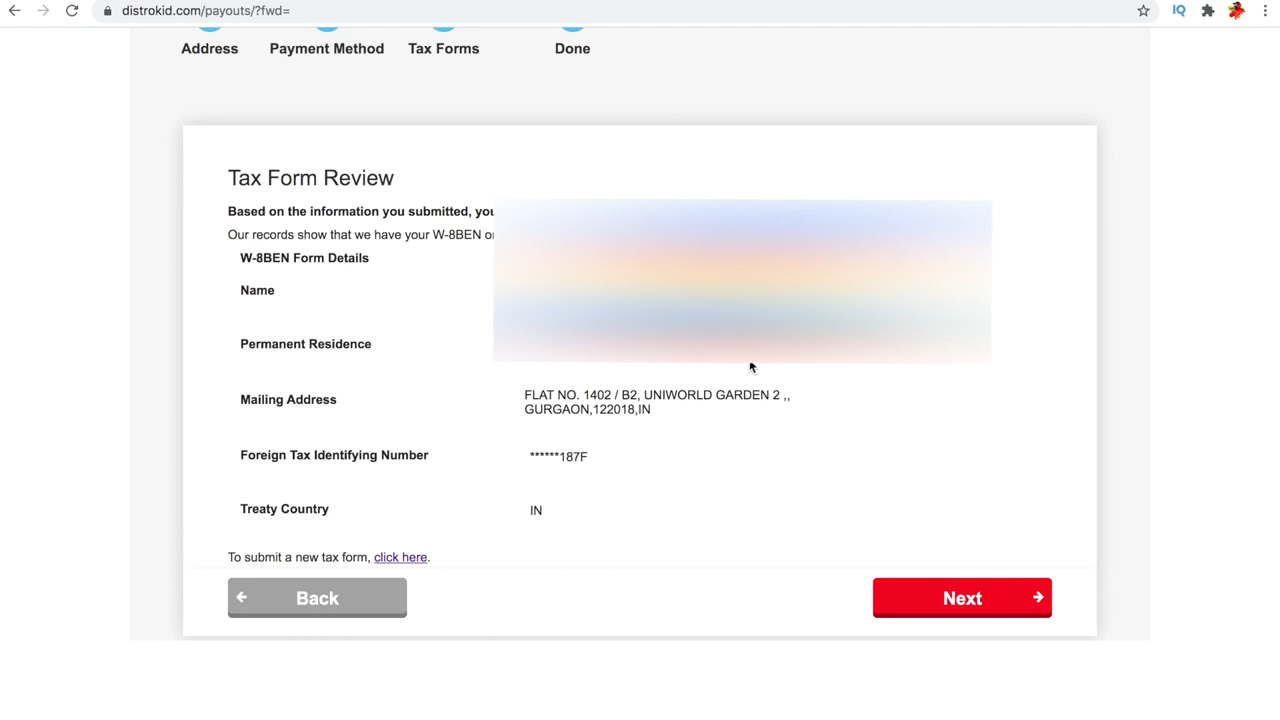 distrokid.com/payouts/?fwd=
IQ
Address Payment Method Tax Forms Done
Tax Form Review
Based on the information you submitted,
Our records show that we have your W-8BEN
W-8BEN Form Details
Name
Permanent Residence
Mailing Address
FLAT NO. 1402 / B2, UNIWORLD GARDEN 2 ,,
GURGAON,122018,IN
Foreign Tax Identifying Number
******187F
Treaty Country
IN
To submit a new tax form, click here.
Back
Next